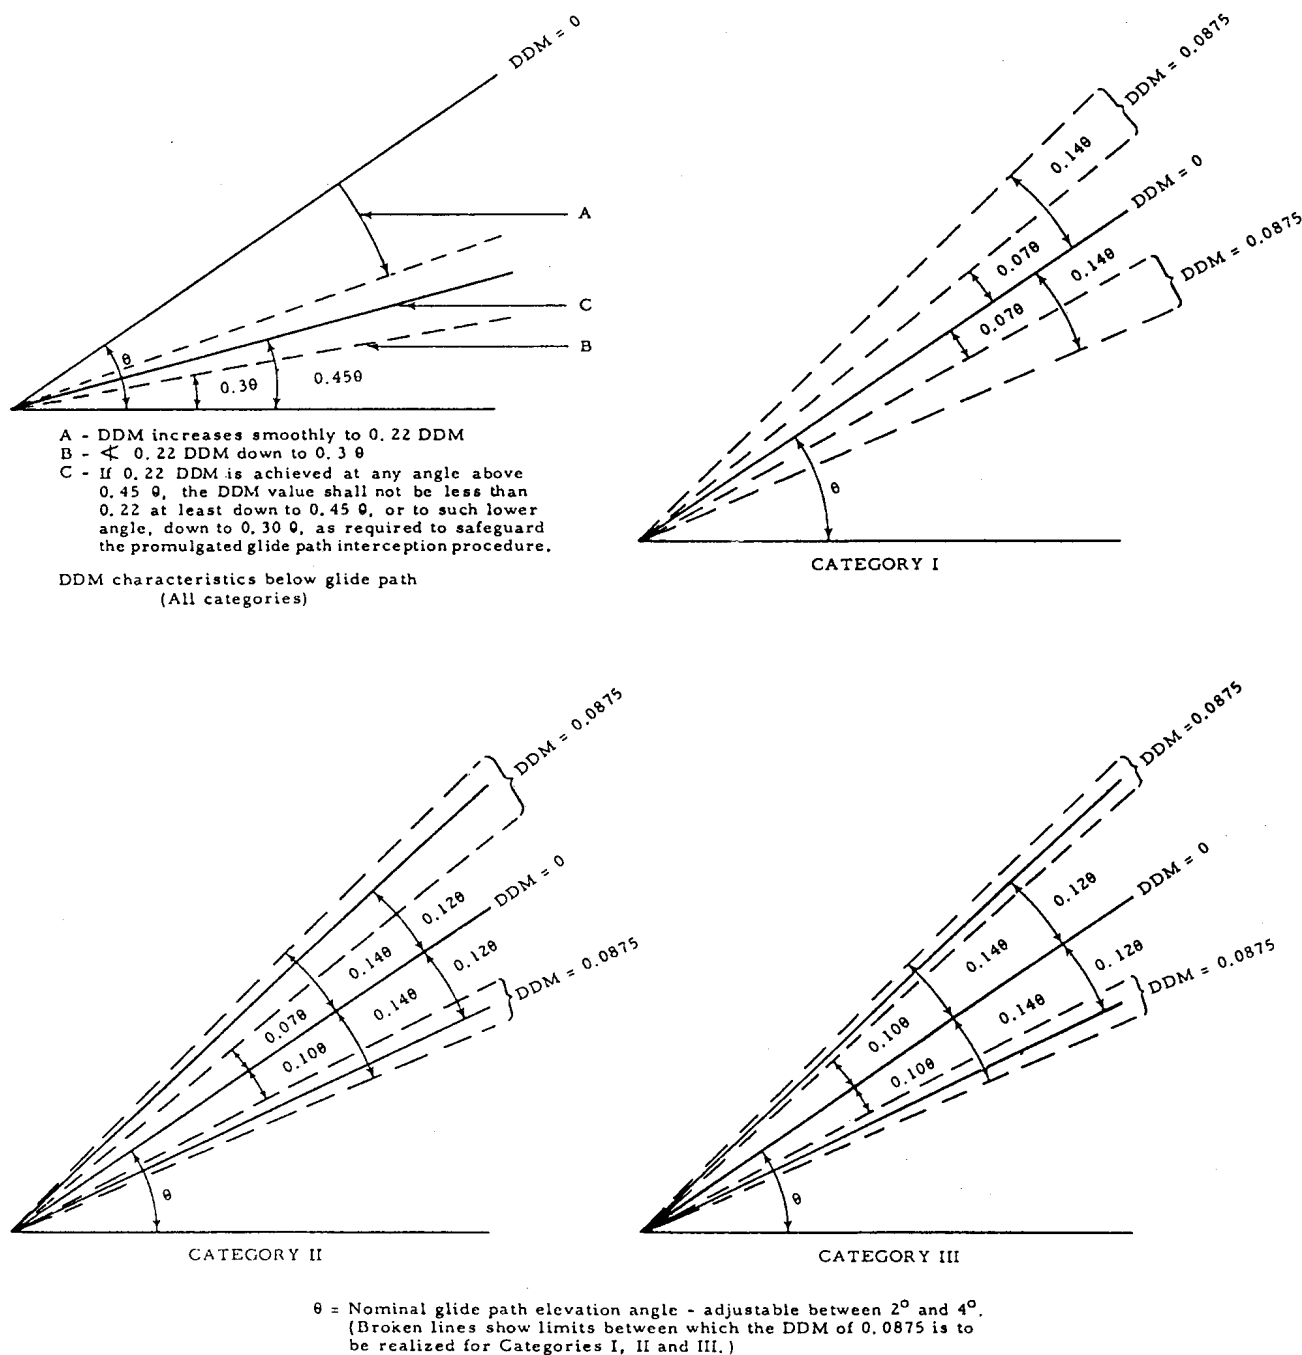 DDM = 0
A
C
B
θ
0.3θ
0.45θ
A - DDM increases smoothly to 0.22 DDM
B - ≮ 0.22 DDM down to 0.3 θ
C - If 0.22 DDM is achieved at any angle above
0.45 θ, the DDM value shall not be less than
0.22 at least down to 0.45 θ, or to such lower
angle, down to 0.30 θ, as required to safeguard
the promulgated glide path interception procedure.
DDM characteristics below glide path
(All categories)
DDM = 0.0875
0.14θ
DDM = 0
0.07θ
0.14θ
DDM = 0.0875
0.07θ
θ
CATEGORY I
DDM = 0.0875
DDM = 0
0.12θ
0.14θ
0.12θ
DDM = 0.0875
0.07θ
0.14θ
0.10θ
θ
CATEGORY II
DDM=0.0875
DDM = 0
0.12θ
0.14θ
0.12θ
DDM = 0.0875
0.10θ
0.14θ
0.10θ
θ
CATEGORY III
θ = Nominal glide path elevation angle - adjustable between 2° and 4°.
(Broken lines show limits between which the DDM of 0.0875 is to
be realized for Categories I, II and III.)